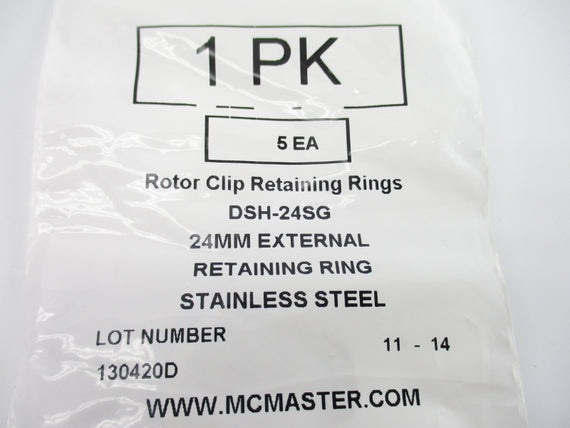 1 PK
5 EA
Rotor Clip Retaining Rings
DSH-24SG
24MM EXTERNAL
RETAINING RING
STAINLESS STEEL
LOT NUMBER 11 - 14
130420D
WWW.MCMASTER.COM